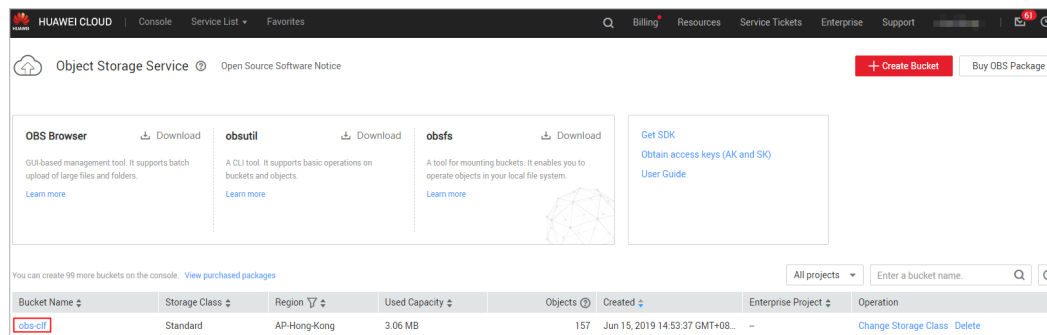 HUAWEI
HUAWEI CLOUD | Console Service List Favorites Billing Resources Service Tickets Enterprise Support 61
Object Storage Service Open Source Software Notice + Create Bucket Buy OBS Package
OBS Browser Download obsutil Download obsfs Download
GUI-based management tool. It supports batch
upload of large files and folders.
Learn more
A CLI tool. It supports basic operations on
buckets and objects.
Learn more
A tool for mounting buckets. It enables you to
operate objects in your local file system.
Learn more
Get SDK
Obtain access keys (AK and SK)
User Guide
You can create 99 more buckets on the console. View purchased packages All projects Enter a bucket name.
Bucket Name Storage Class Region Used Capacity Objects Created Enterprise Project Operation
obs-clf Standard AP-Hong-Kong 3.06 MB 157 Jun 15, 2019 14:53:37 GMT+08... -- Change Storage Class Delete